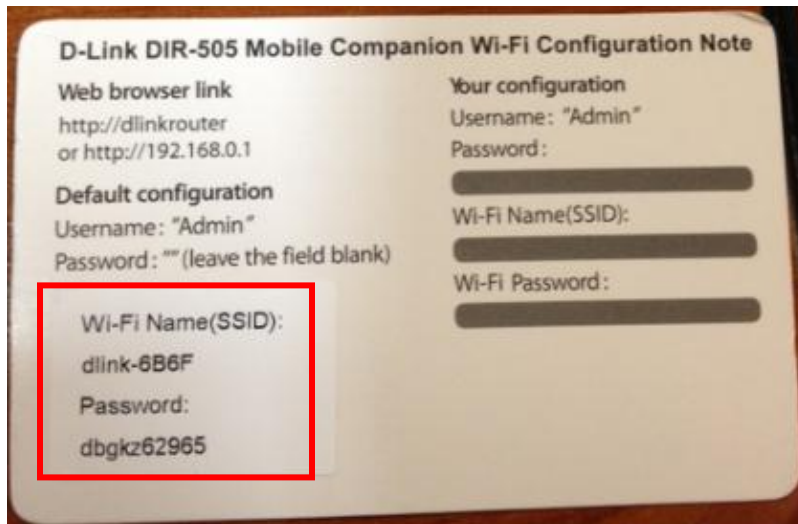 D-Link DIR-505 Mobile Companion Wi-Fi Configuration Note
Web browser link
http://dlinkrouter
or http://192.168.0.1
Default configuration
Username: "Admin"
Password: "" (leave the field blank)
Wi-Fi Name(SSID):
dlink-6B6F
Password:
dbgkz62965
Your configuration
Username: "Admin"
Password:
Wi-Fi Name(SSID):
Wi-Fi Password: